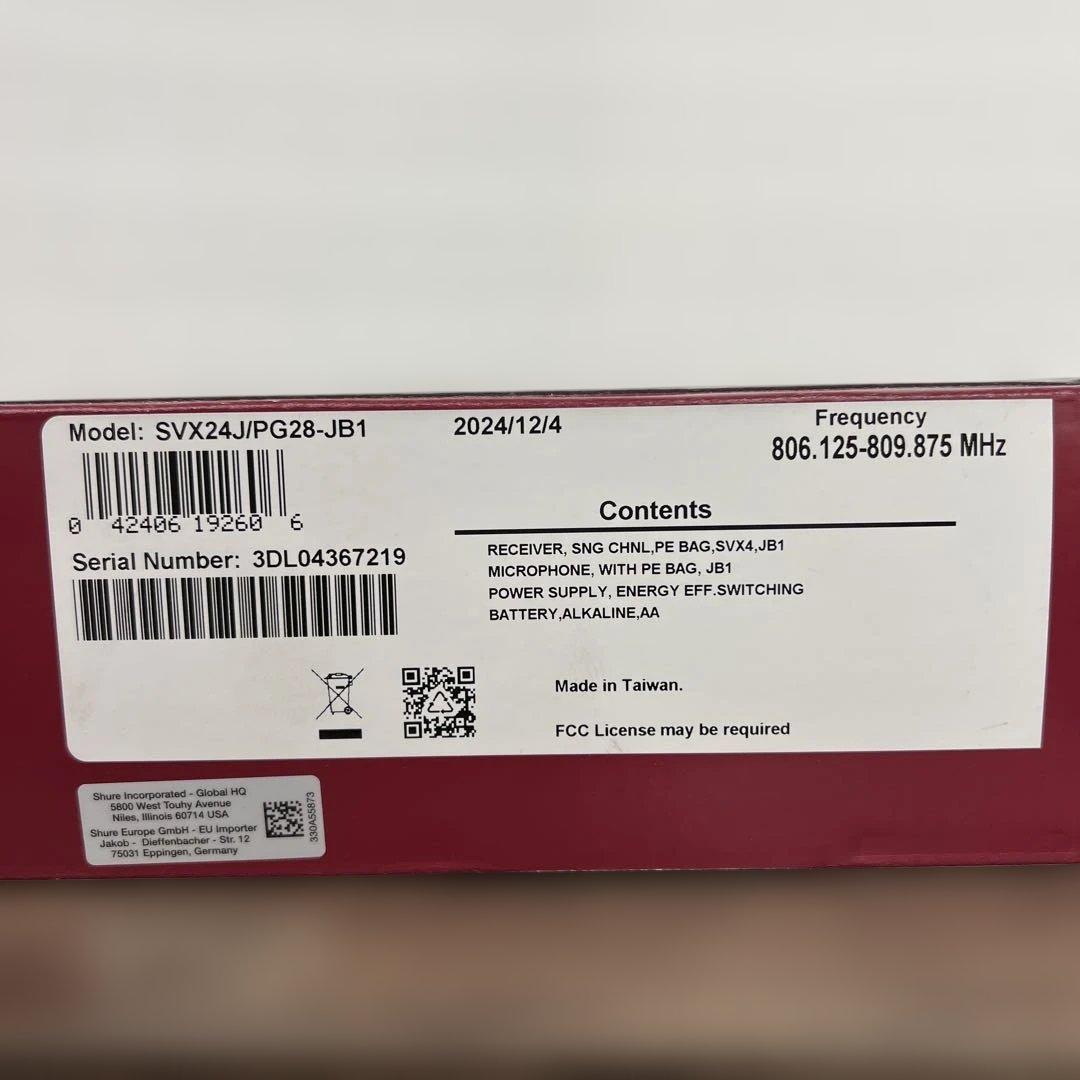 Model: SVX24J/PG28-JB1
2024/12/4
Frequency
806.125-809.875 MHz
0 42406 19260 6
Serial Number: 3DL04367219
Contents
RECEIVER, SNG CHNL,PE BAG,SVX4,JB1
MICROPHONE, WITH PE BAG, JB1
POWER SUPPLY, ENERGY EFF.SWITCHING
BATTERY,ALKALINE,AA
Made in Taiwan.
FCC License may be required
Shure Incorporated - Global HQ
5800 West Touhy Avenue
Niles, Illinois 60714 USA
Shure Europe GmbH - EU Importer
Jakob - Dieffenbacher - Str. 12
75031 Eppingen, Germany
330A55873